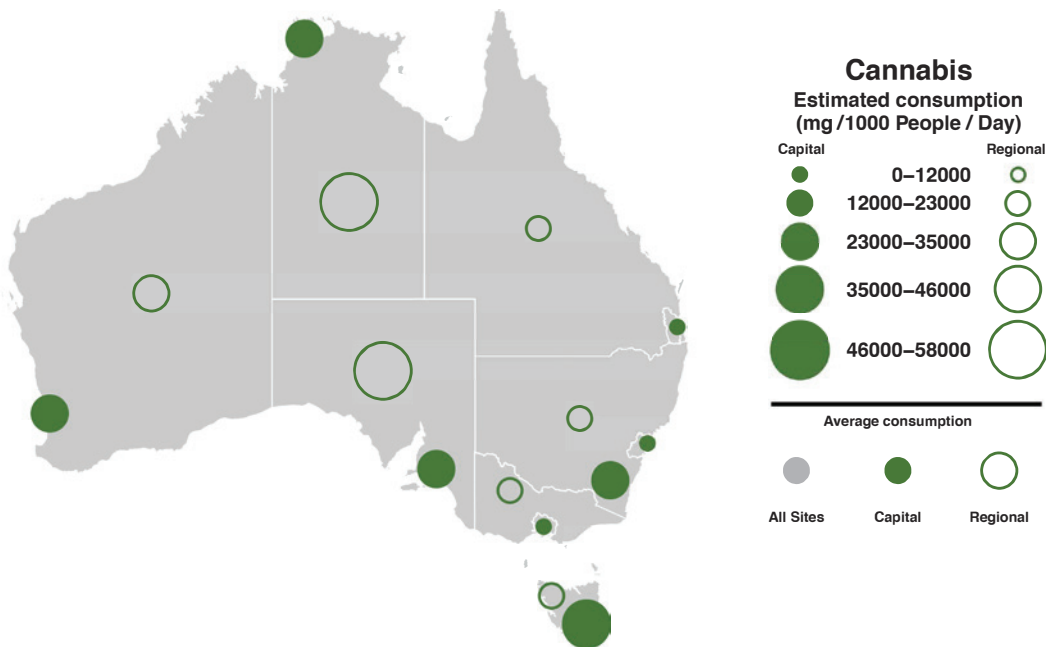 Cannabis
Estimated consumption
(mg /1000 People / Day)
Capital Regional
0–12000
12000–23000
23000–35000
35000–46000
46000–58000
Average consumption
All Sites Capital Regional